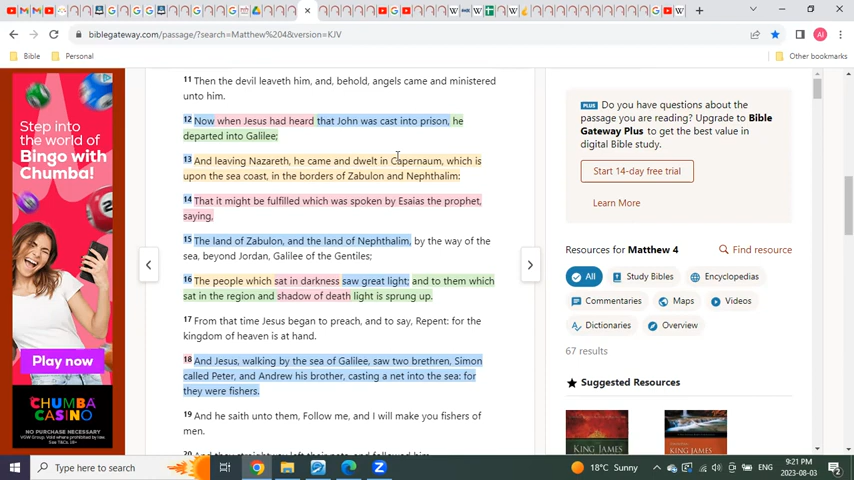 biblegateway.com/passage/?search=Matthew%204&version=KJV
Bible
Personal
Other bookmarks
Step into
the world of
Bingo with
Chumba!
Play now
CHUMBA
CASINO
NO PURCHASE NECESSARY
11 Then the devil leaveth him, and, behold, angels came and ministered
unto him.
12 Now when Jesus had heard that John was cast into prison, he
departed into Galilee;
13 And leaving Nazareth, he came and dwelt in Capernaum, which is
upon the sea coast, in the borders of Zabulon and Nephthalim:
14 That it might be fulfilled which was spoken by Esaias the prophet,
saying,
15 The land of Zabulon, and the land of Nephthalim, by the way of the
sea, beyond Jordan, Galilee of the Gentiles;
16 The people which sat in darkness saw great light; and to them which
sat in the region and shadow of death light is sprung up.
17 From that time Jesus began to preach, and to say, Repent: for the
kingdom of heaven is at hand.
18 And Jesus, walking by the sea of Galilee, saw two brethren, Simon
called Peter, and Andrew his brother, casting a net into the sea: for
they were fishers.
19 And he saith unto them, Follow me, and I will make you fishers of
men.
20 And they straightway left their nets, and followed him.
PLUS Do you have questions about the
passage you are reading? Upgrade to Bible
Gateway Plus to get the best value in
digital Bible study.
Start 14-day free trial
Learn More
Resources for Matthew 4
Find resource
All
Study Bibles
Encyclopedias
Commentaries
Maps
Videos
Dictionaries
Overview
67 results
Suggested Resources
KING JAMES
KING JAMES
Type here to search
18°C Sunny
ENG
9:21 PM
2023-08-03